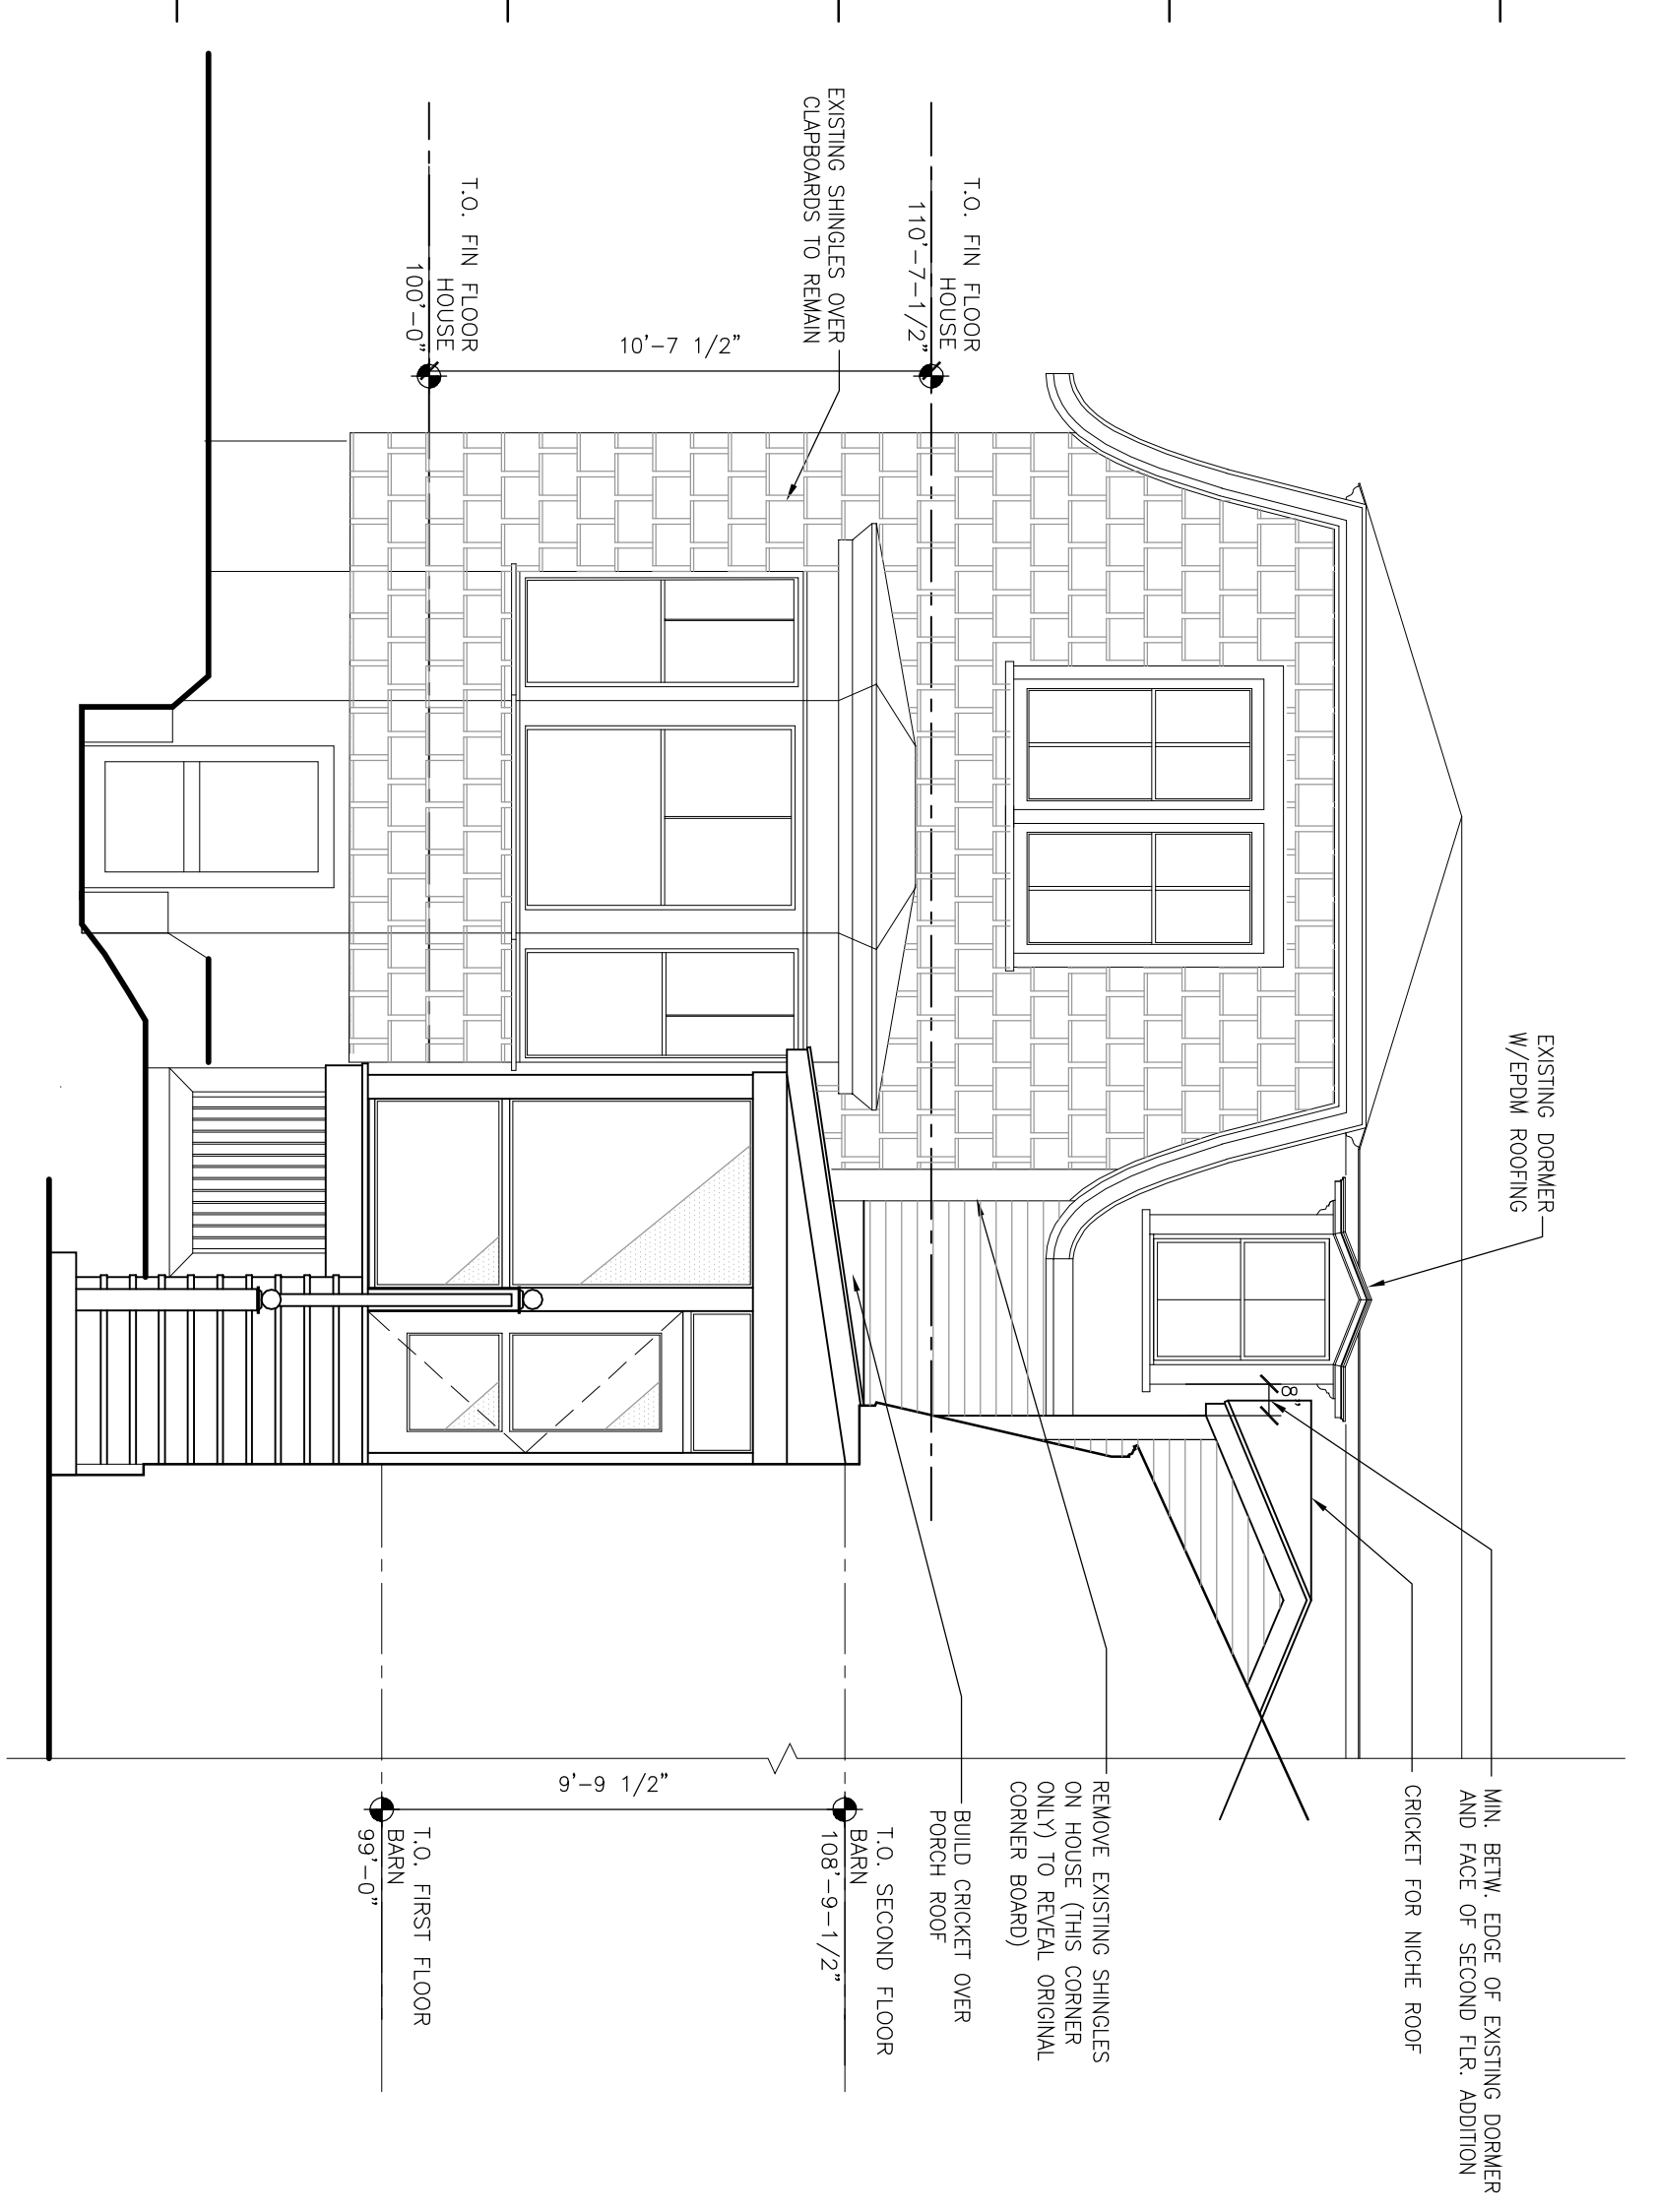 EXISTING DORMER
W/EPDM ROOFING
MIN. BETW. EDGE OF EXISTING DORMER
AND FACE OF SECOND FLR. ADDITION
8"
CRICKET FOR NICHE ROOF
REMOVE EXISTING SHINGLES
ON HOUSE (THIS CORNER
ONLY) TO REVEAL ORIGINAL
CORNER BOARD)
BUILD CRICKET OVER
PORCH ROOF
T.O. FIN FLOOR
HOUSE
110'-7-1/2"
EXISTING SHINGLES OVER
CLAPBOARDS TO REMAIN
10'-7 1/2"
T.O. FIN FLOOR
HOUSE
100'-0"
T.O. SECOND FLOOR
BARN
108'-9-1/2"
9'-9 1/2"
T.O. FIRST FLOOR
BARN
99'-0"